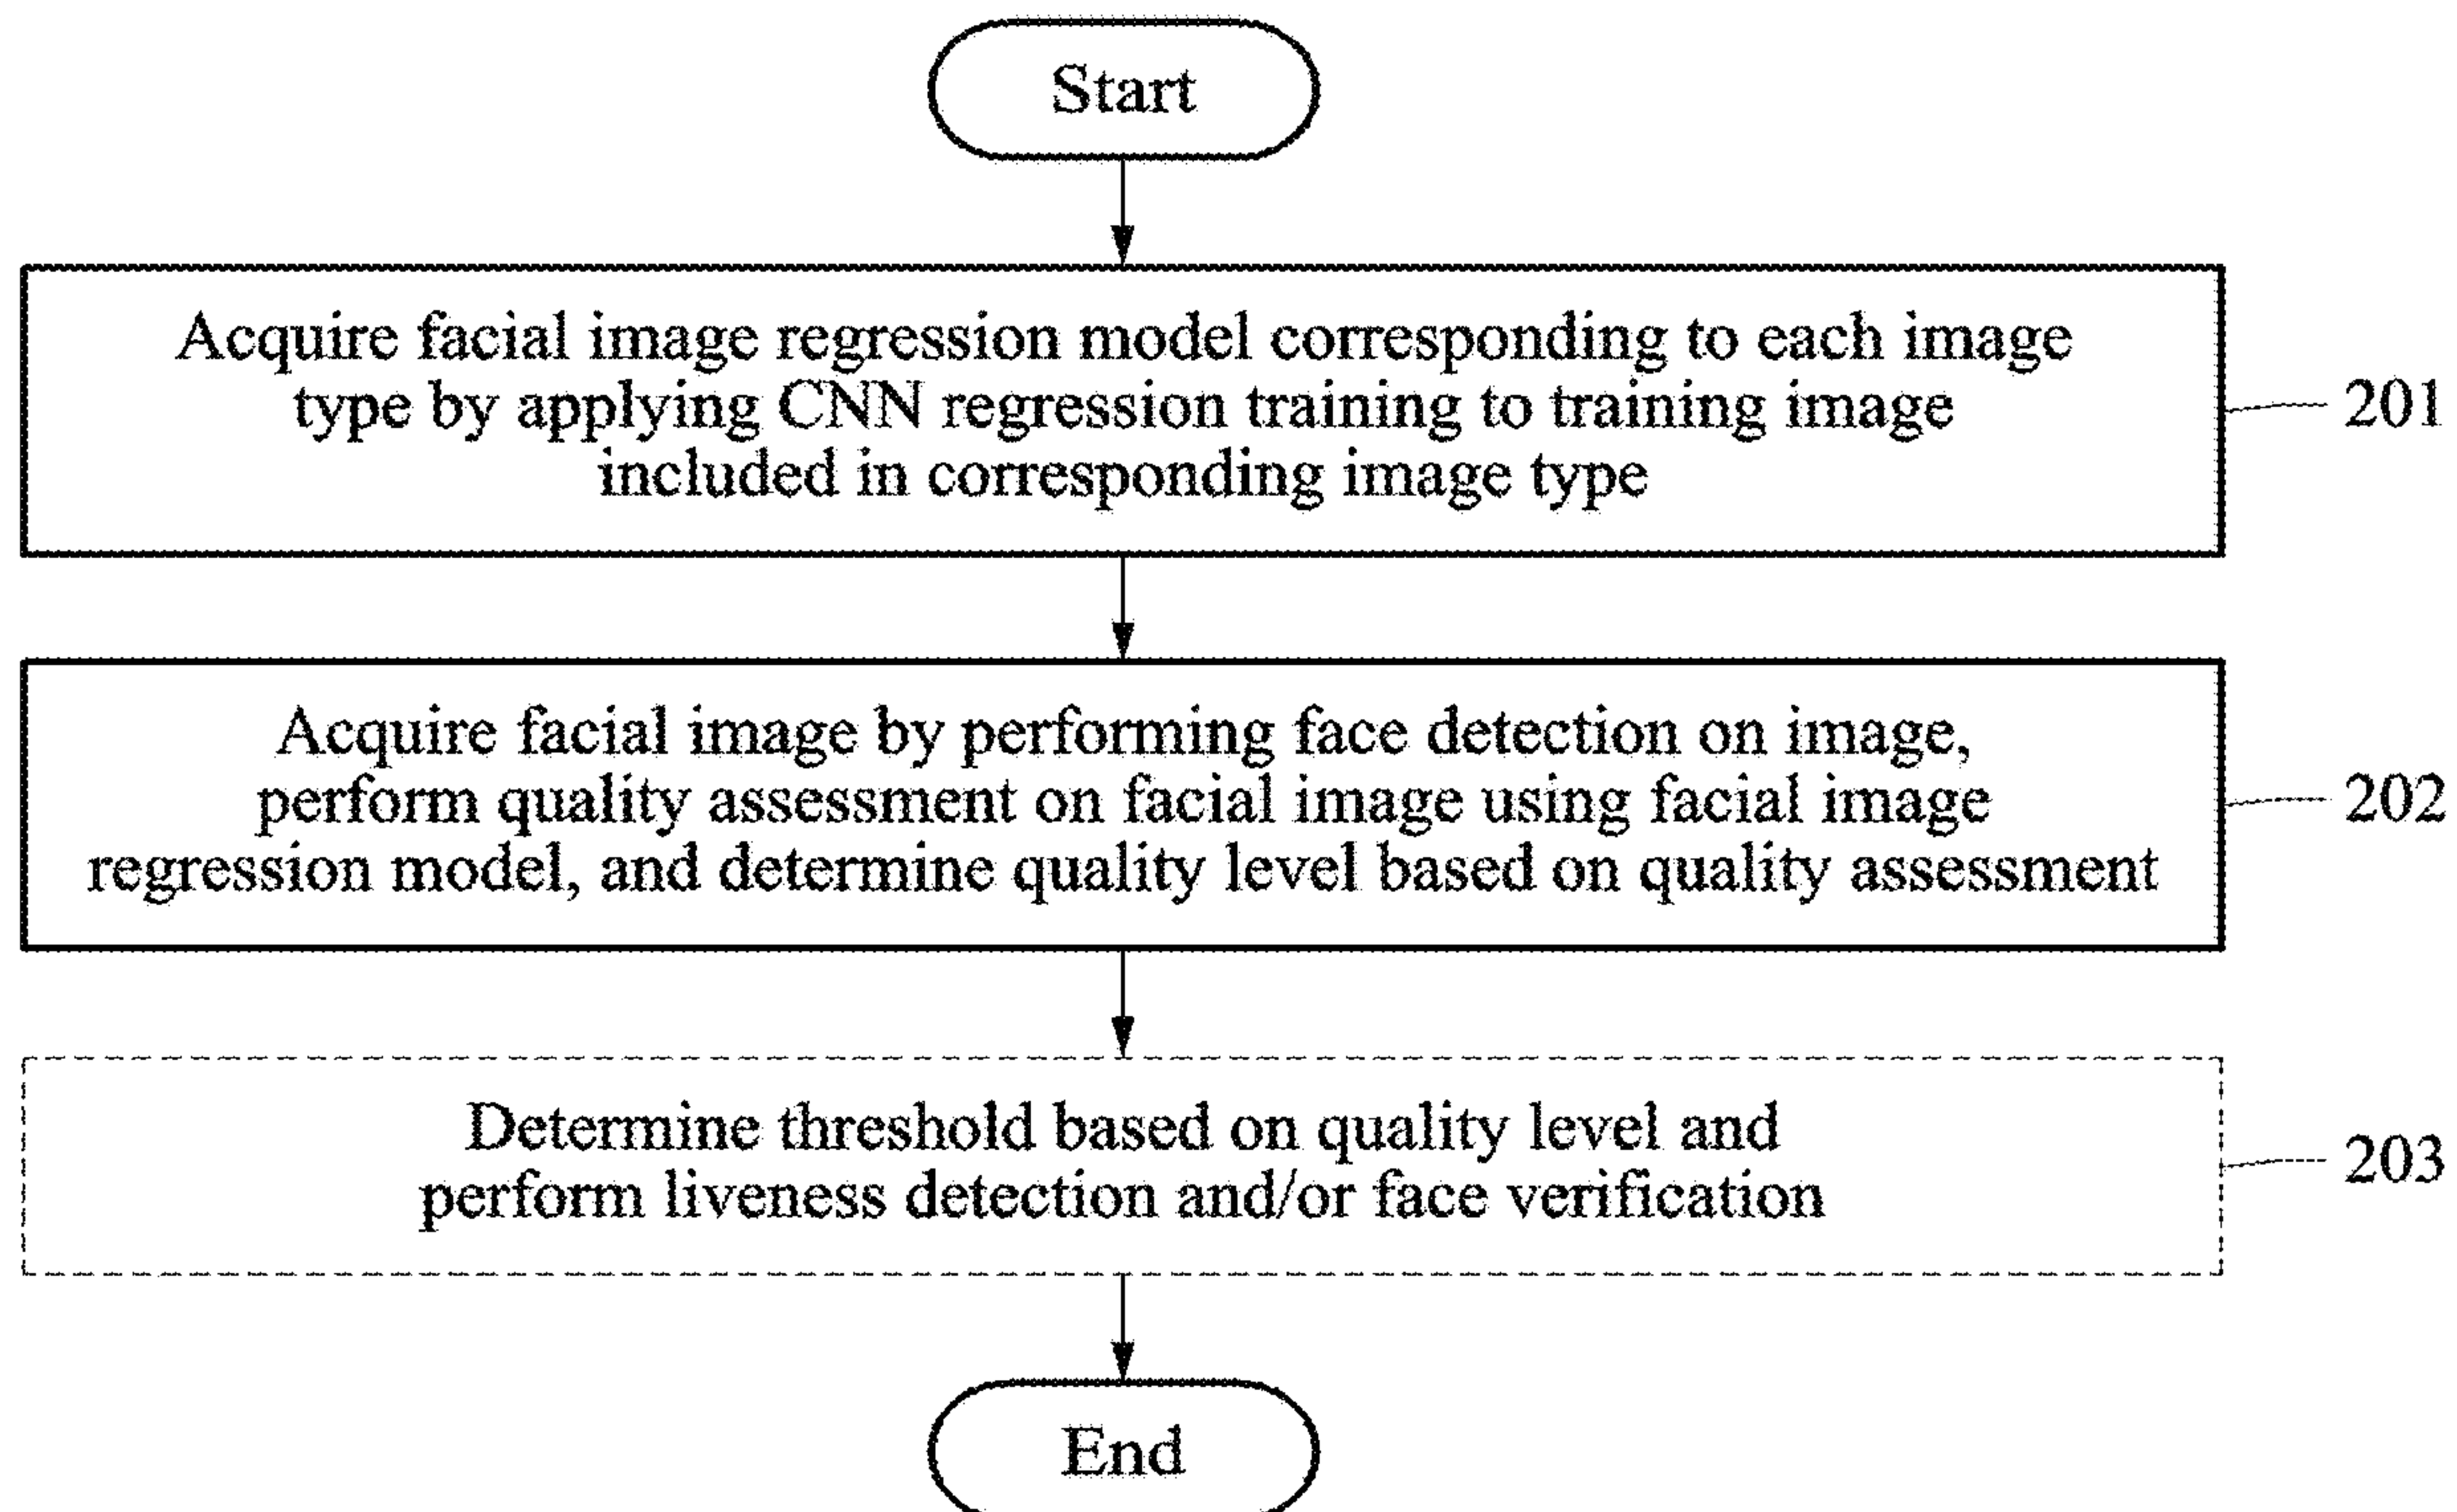 Start
Acquire facial image regression model corresponding to each image
type by applying CNN regression training to training image
included in corresponding image type
201
Acquire facial image by performing face detection on image,
perform quality assessment on facial image using facial image
regression model, and determine quality level based on quality assessment
202
Determine threshold based on quality level and
perform liveness detection and/or face verification
203
End